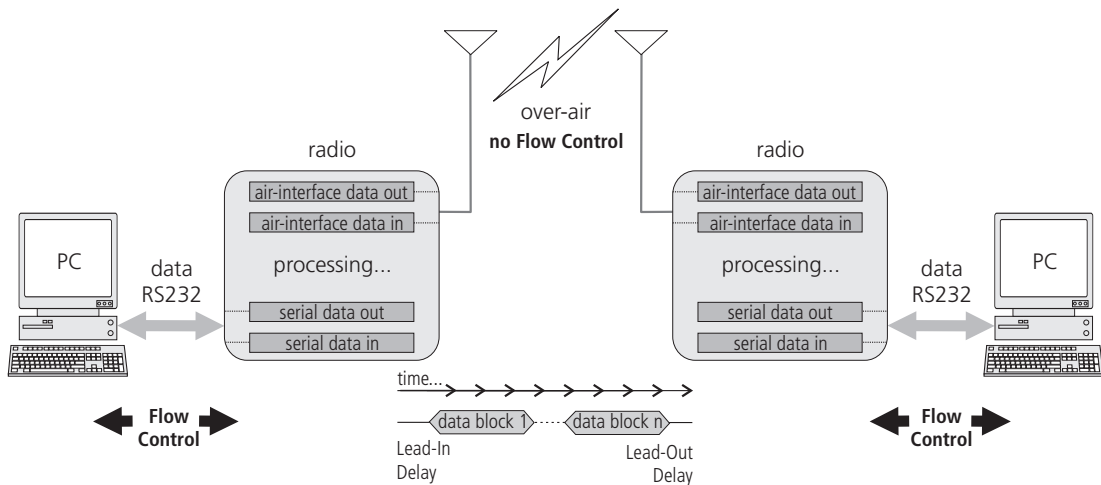 over-air
no Flow Control
radio
radio
air-interface data out
air-interface data in
processing...
serial data out
serial data in
air-interface data out
air-interface data in
processing...
serial data out
serial data in
PC
data
RS232
data
RS232
PC
time...
Flow
Control
data block 1
data block n
Flow
Control
Lead-In
Delay
Lead-Out
Delay